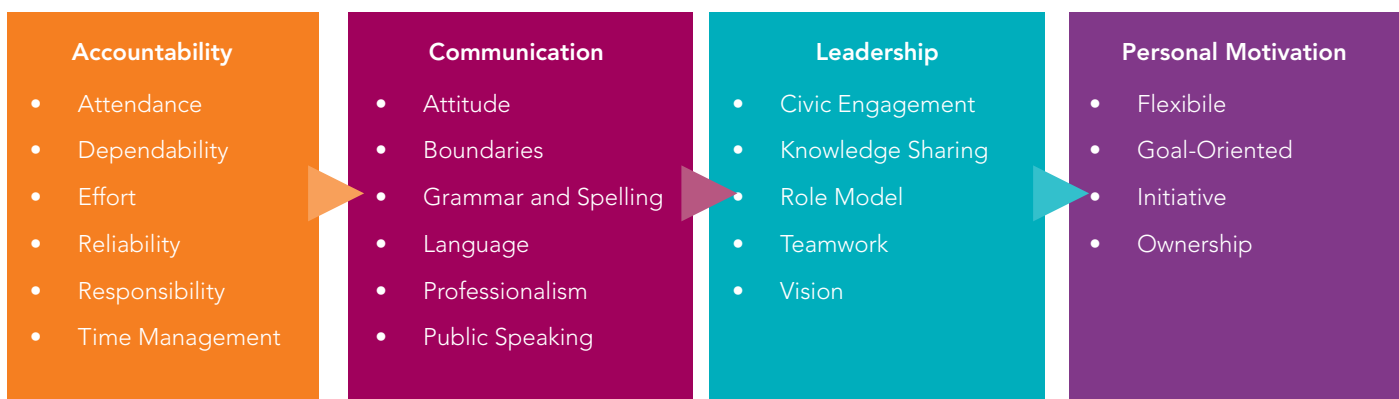 Accountability
• Attendance
• Dependability
• Effort
• Reliability
• Responsibility
• Time Management
Communication
• Attitude
• Boundaries
• Grammar and Spelling
• Language
• Professionalism
• Public Speaking
Leadership
• Civic Engagement
• Knowledge Sharing
• Role Model
• Teamwork
• Vision
Personal Motivation
• Flexibile
• Goal-Oriented
• Initiative
• Ownership